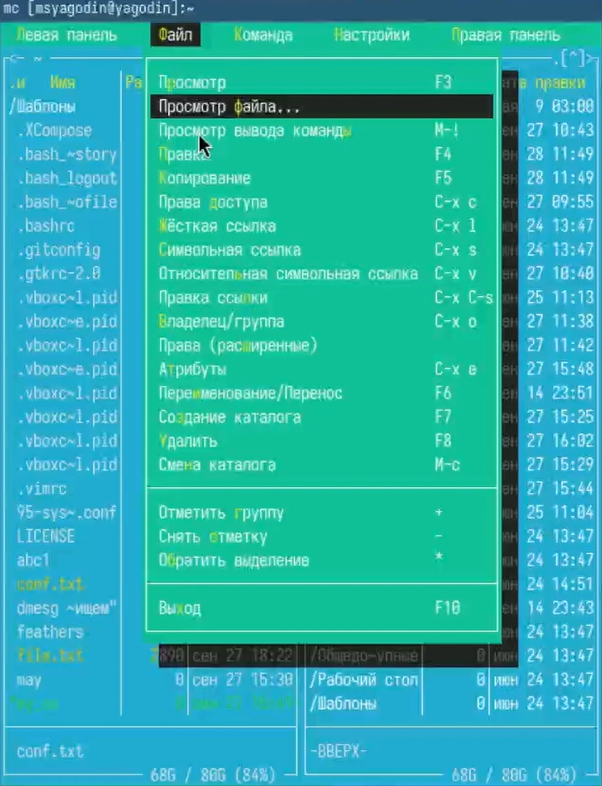 mc [msyagodin@yagodin]:~
Левая панель Файл Команда Настройки Правая панель
<- ~ .[^]>
.и Имя Ра правки
Просмотр F3
/Шаблоны Просмотр файла... 9 03:00
.XCompose Просмотр вывода команды M-! 27 10:43
.bash_~story Правка F4 28 11:49
.bash_logout Копирование F5 28 11:49
.bash_~ofile Права доступа C-x c 27 09:55
.bashrc Жёсткая ссылка C-x l 24 13:47
.gitconfig Символьная ссылка C-x s 24 13:47
.gtkrc-2.0 Относительная символьная ссылка C-x v 27 10:40
.vboxc~l.pid Правка ссылки C-x C-s 25 11:13
.vboxc~e.pid Владелец/группа C-x o 27 11:38
.vboxc~l.pid Права (расширенные) 27 11:42
.vboxc~e.pid Атрибуты C-x e 27 15:48
.vboxc~l.pid Переименование/Перенос F6 14 23:51
.vboxc~l.pid Создание каталога F7 27 15:25
.vboxc~l.pid Удалить F8 27 16:02
.vboxc~l.pid Смена каталога M-c 27 15:29
.vimrc 27 15:44
95-sys~.conf Отметить группу + 25 11:04
LICENSE Снять отметку - 24 13:47
abc1 Обратить выделение * 24 13:47
conf.txt 24 14:51
dmesg ~ищем" Выход F10 14 23:43
feathers 24 13:47
file.txt 7890 сен 27 18:22 /Общедо~упные 0 июн 24 13:47
may 0 сен 27 15:30 /Рабочий стол 0 июн 24 13:47
/Шаблоны 0 июн 24 13:47
conf.txt -ВВЕРХ-
68G / 80G (84%) 68G / 80G (84%)